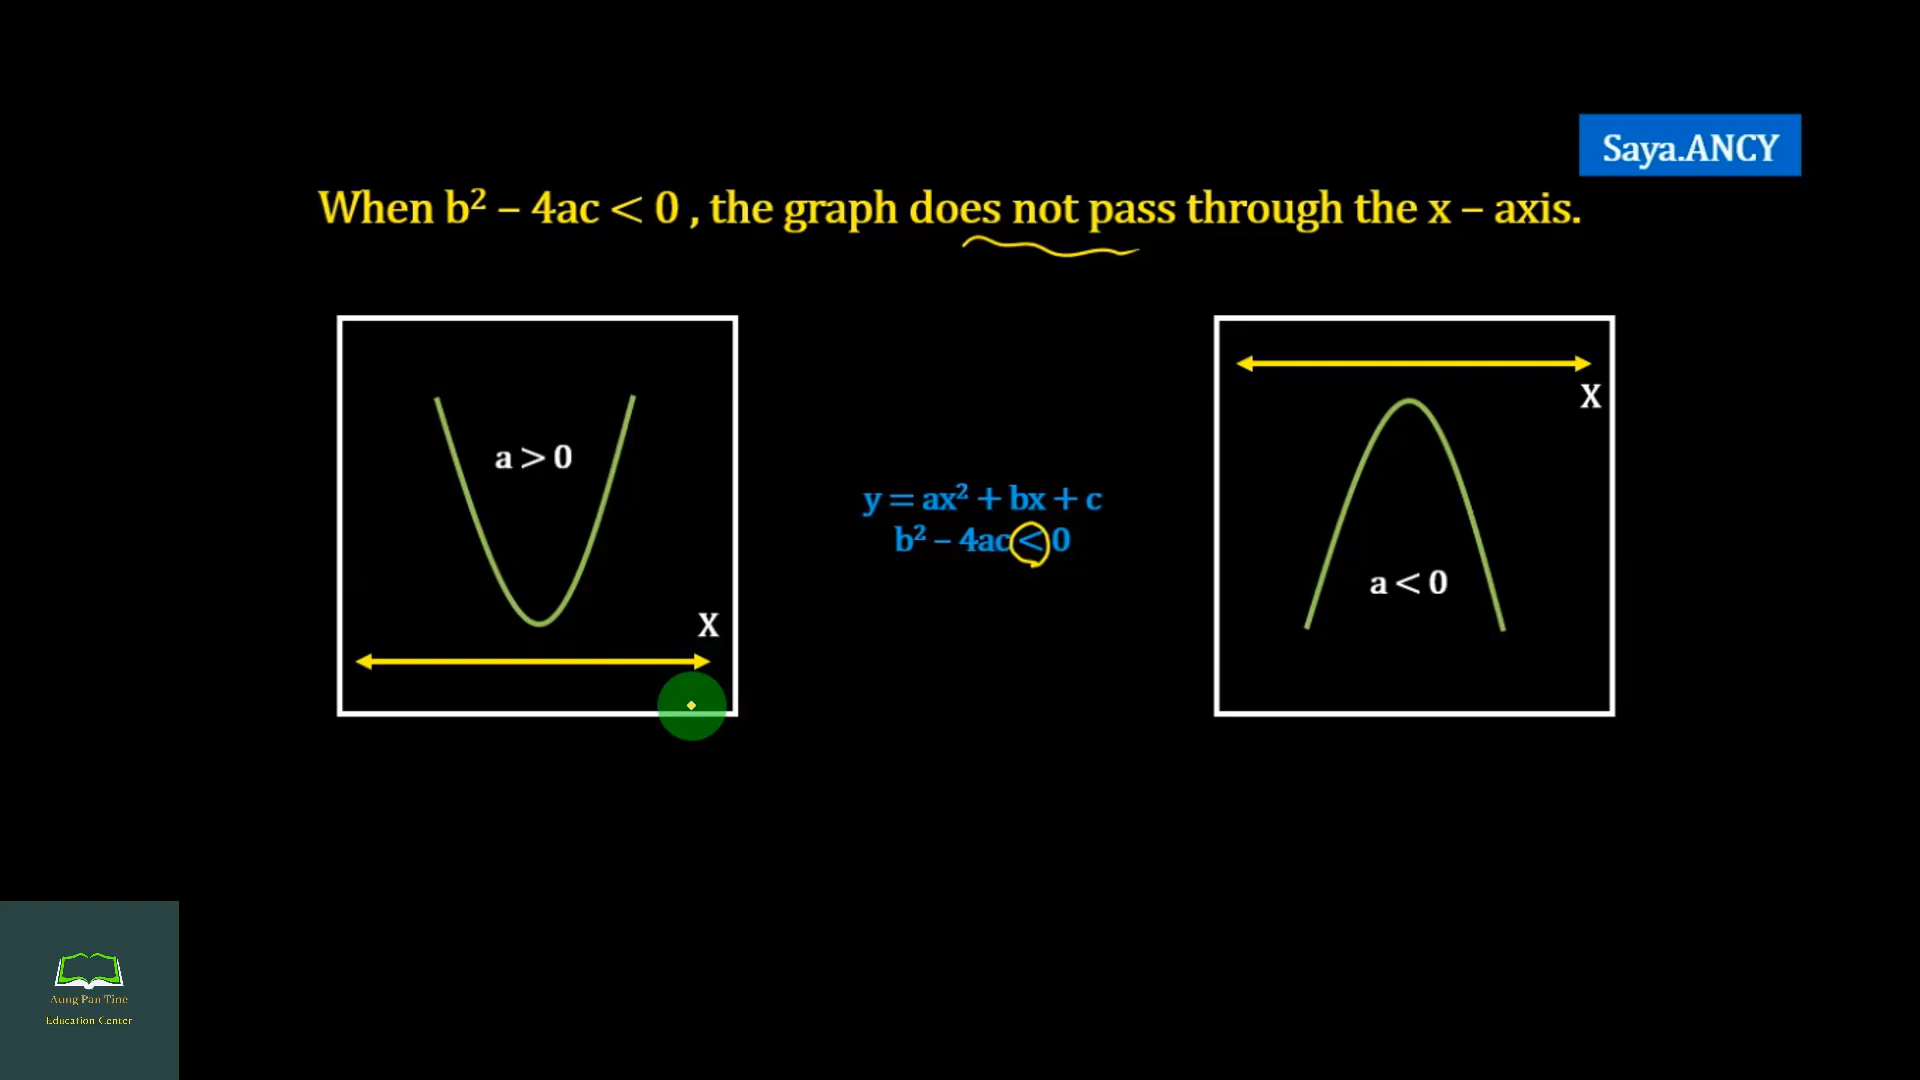 Saya.ANCY
When b² – 4ac < 0 , the graph does not pass through the x – axis.
a > 0
X
y = ax² + bx + c
b² – 4ac < 0
X
a < 0
Aung Pan Tine
Education Center